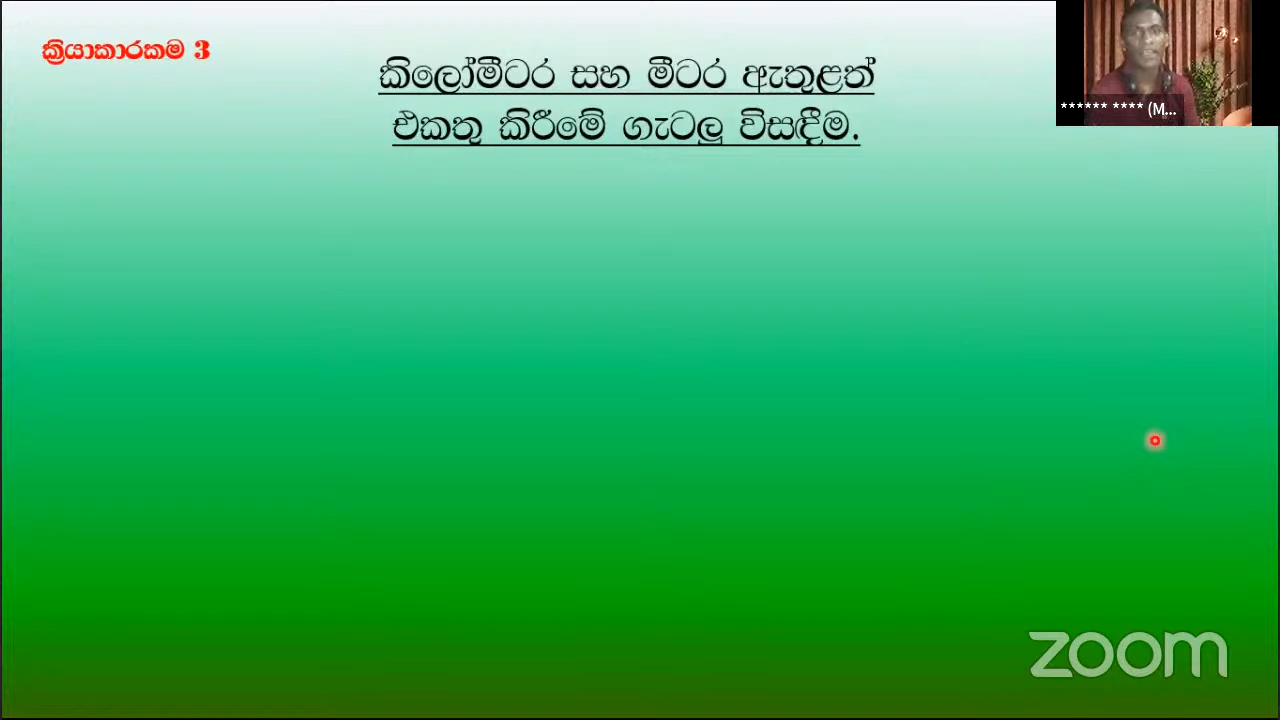 ක්‍රියාකාරකම 3
කිලෝමීටර සහ මීටර ඇතුළත්
එකතු කිරීමේ ගැටලු විසඳීම.
****** **** (M...
zoom